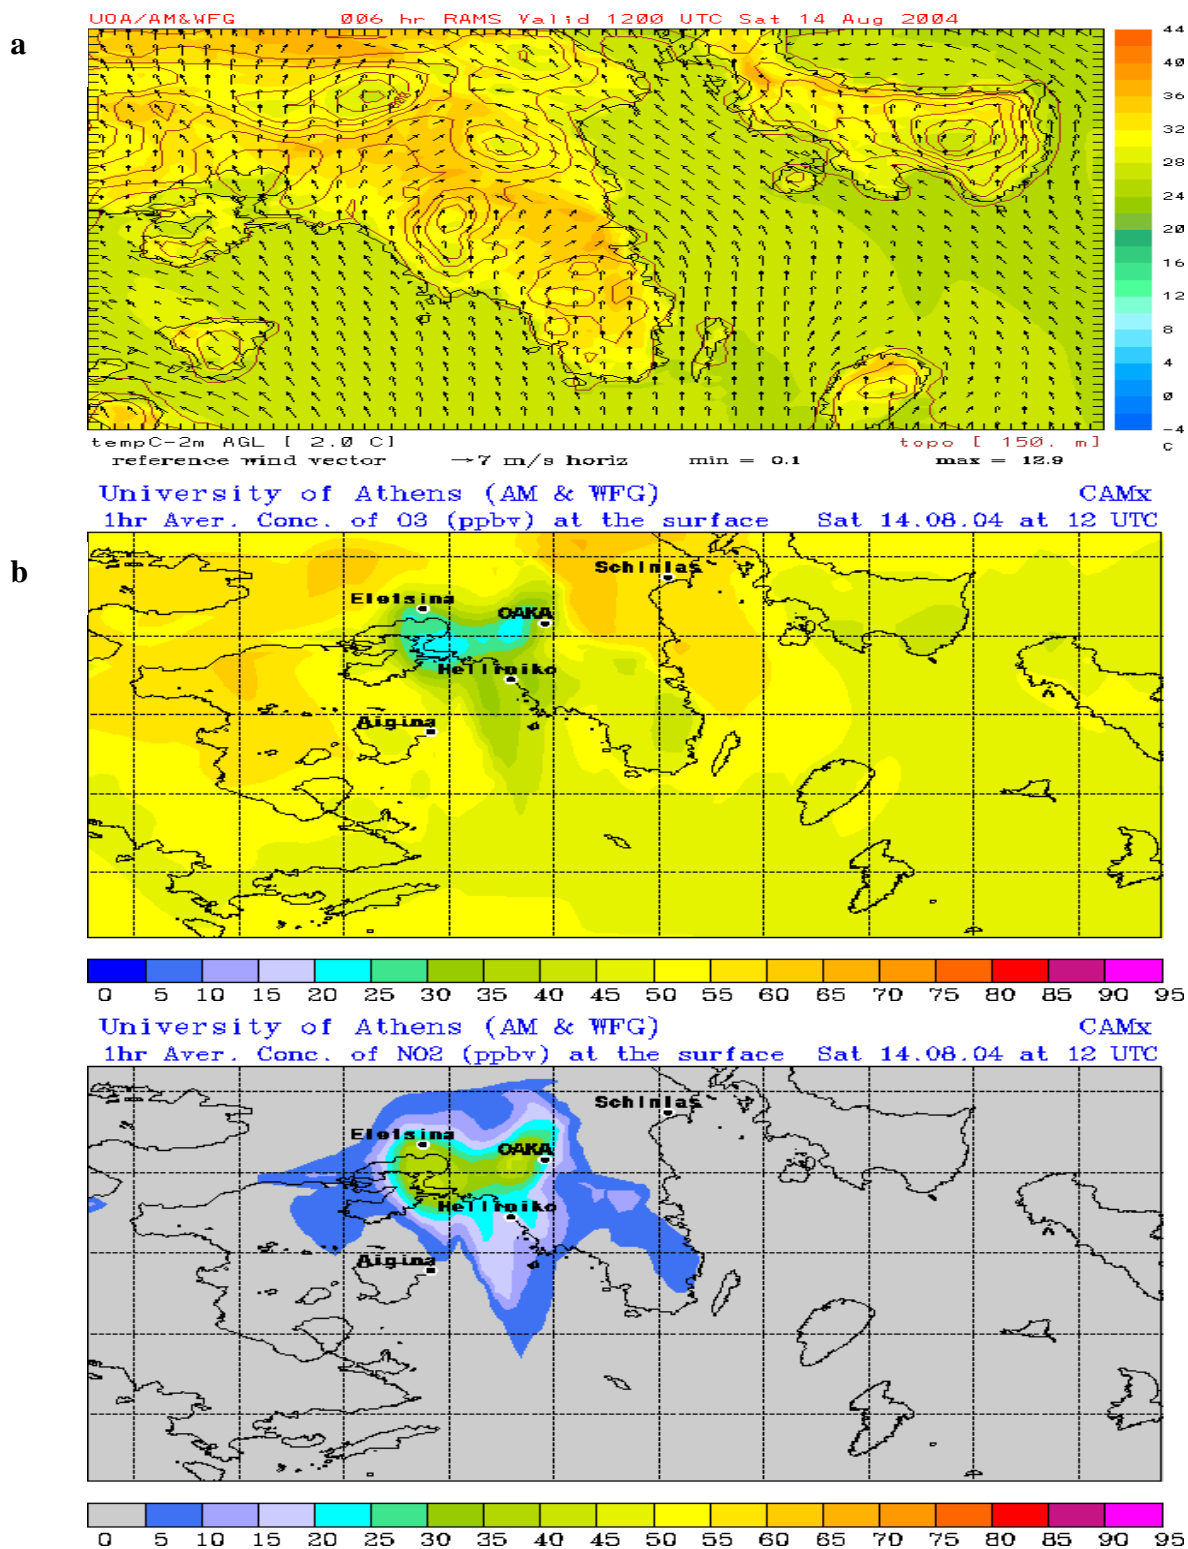 UOA/AM&WFG 006 hr RAMS Valid 1200 UTC Sat 14 Aug 2004
a
44
40
36
32
28
24
20
16
12
8
4
0
-4
C
tempC-2m AGL [ 2.0 C] topo [ 150. m]
reference wind vector →7 m/s horiz min = 0.1 max = 12.9
University of Athens (AM & WFG) CAMx
1hr Aver. Conc. of O3 (ppbv) at the surface Sat 14.08.04 at 12 UTC
b
Schinias
Elefsina
OAKA
Helliniko
Aigina
0 5 10 15 20 25 30 35 40 45 50 55 60 65 70 75 80 85 90 95
University of Athens (AM & WFG) CAMx
1hr Aver. Conc. of NO2 (ppbv) at the surface Sat 14.08.04 at 12 UTC
Schinias
Elefsina
OAKA
Helliniko
Aigina
0 5 10 15 20 25 30 35 40 45 50 55 60 65 70 75 80 85 90 95